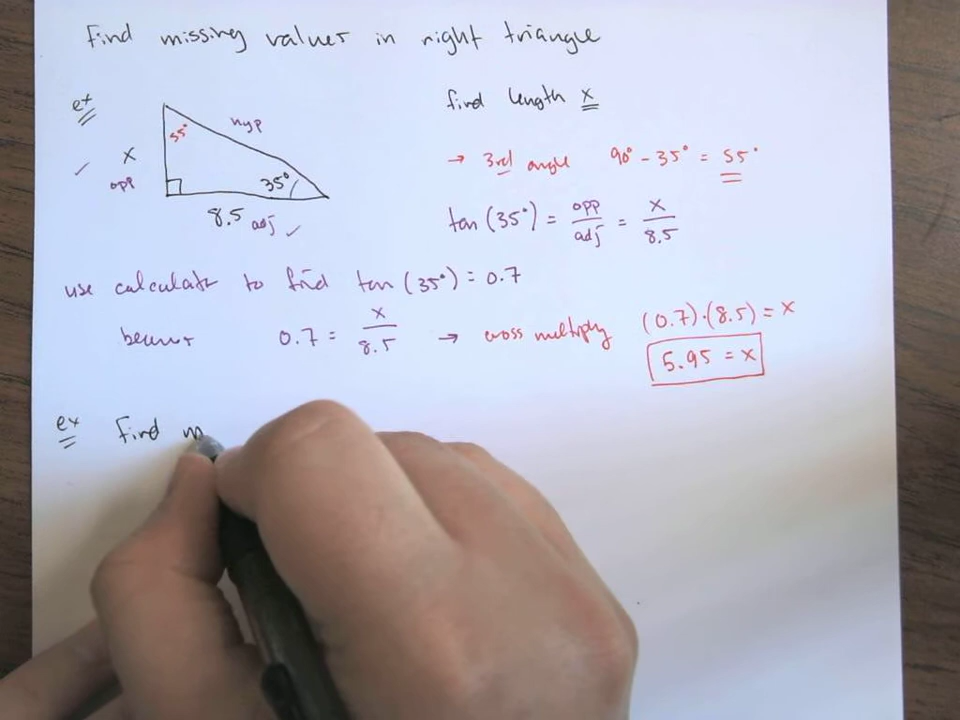 Find missing values in right triangle
ex
find length x
55°
hyp
→ 3rd angle 90° - 35° = 55°
x
opp
35°
8.5 adj
tan (35°) = opp/adj = x/8.5
use calculator to find tan (35°) = 0.7
0.7 = x/8.5 → cross multiply (0.7)·(8.5) = x
5.95 = x
ex Find m